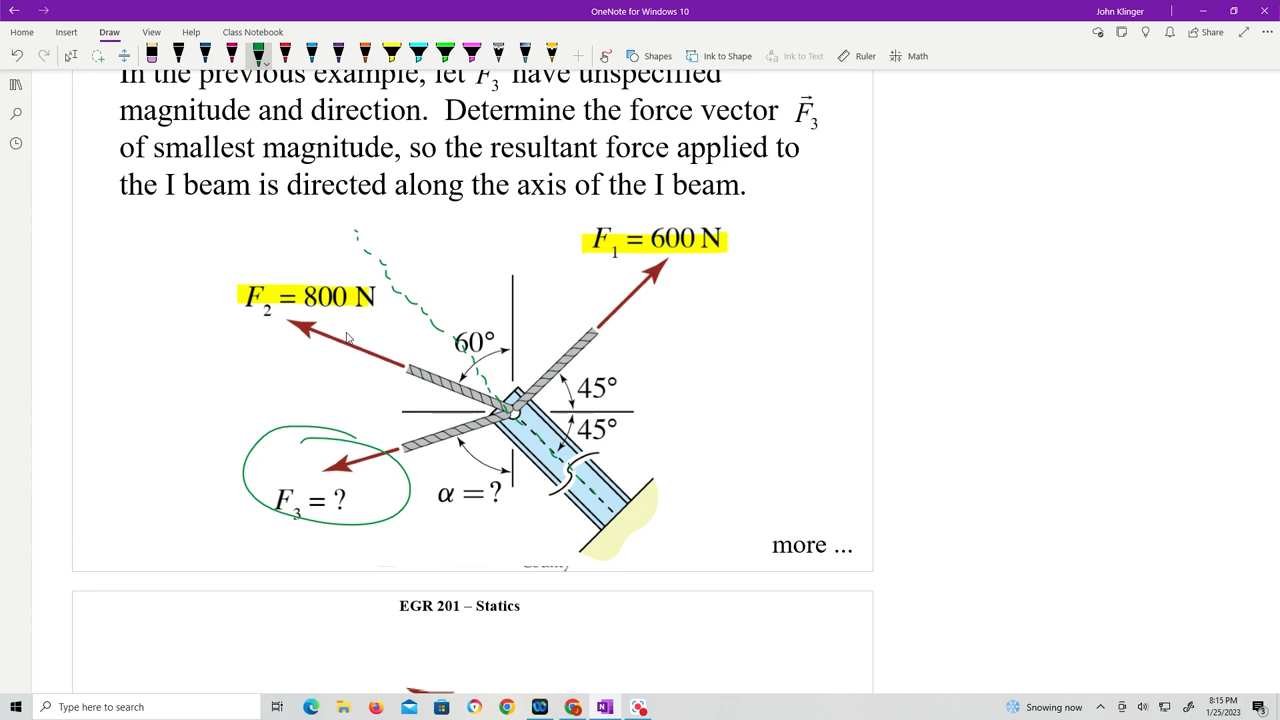 OneNote for Windows 10
John Klinger
Home Insert Draw View Help Class Notebook
Share
Shapes Ink to Shape Ink to Text Ruler Math
In the previous example, let F⃗3 have unspecified
magnitude and direction. Determine the force vector F⃗3
of smallest magnitude, so the resultant force applied to
the I beam is directed along the axis of the I beam.
F1 = 600 N
F2 = 800 N
60°
45°
45°
F3 = ?
α = ?
more ...
County
EGR 201 – Statics
Type here to search
Snowing now
8:15 PM
1/25/2023